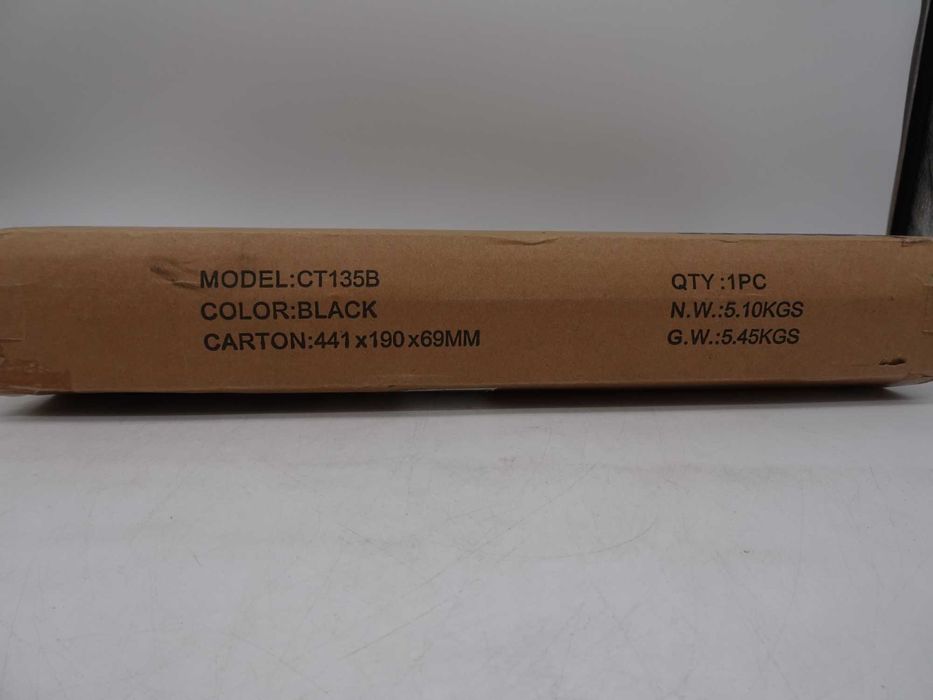 MODEL:CT135B
COLOR:BLACK
CARTON:441x190x69MM
QTY :1PC
N.W.:5.10KGS
G.W.:5.45KGS